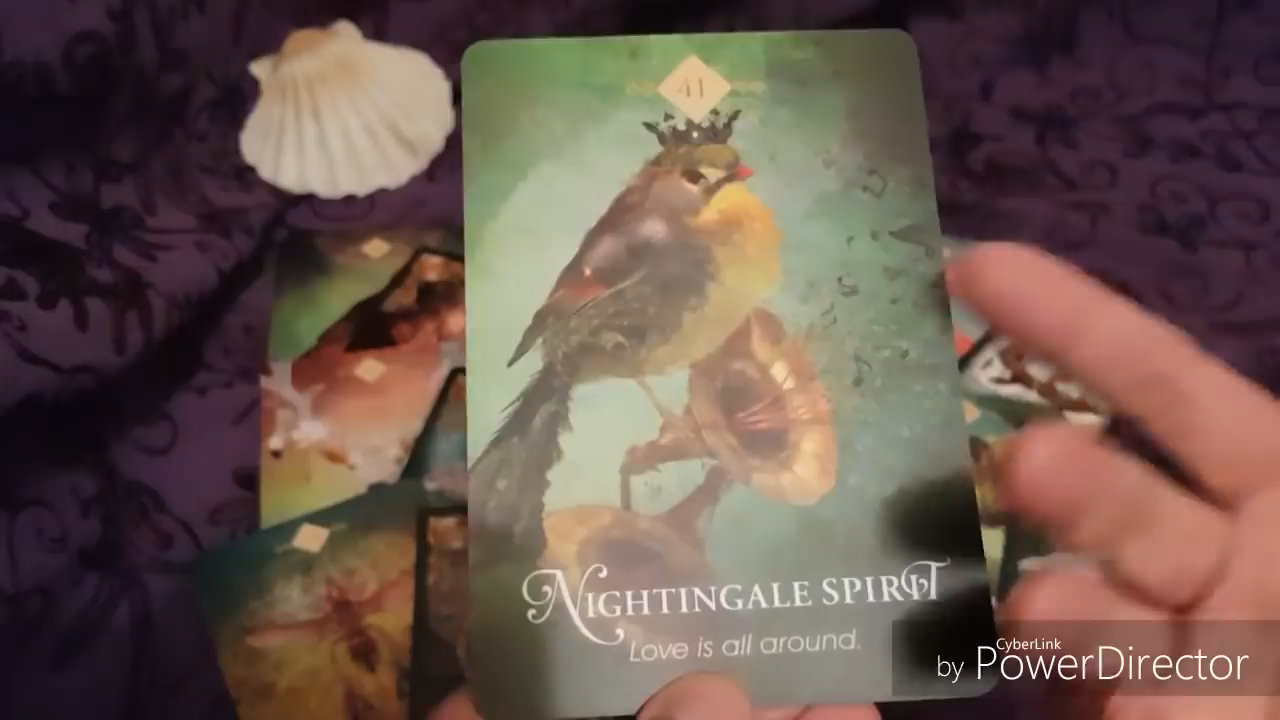 41
NIGHTINGALE SPIRIT
Love is all around.
CyberLink
by PowerDirector